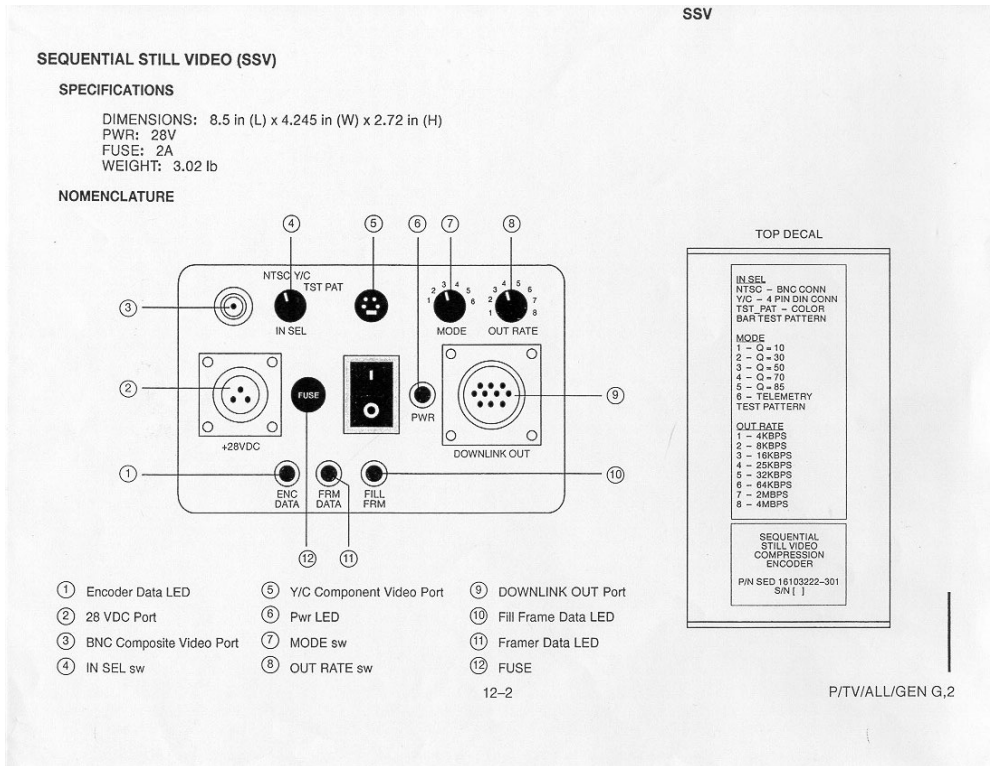 SSV
SEQUENTIAL STILL VIDEO (SSV)
SPECIFICATIONS
DIMENSIONS: 8.5 in (L) x 4.245 in (W) x 2.72 in (H)
PWR: 28V
FUSE: 2A
WEIGHT: 3.02 lb
NOMENCLATURE
4 5 6 7 8
NTSC Y/C
TST PAT
IN SEL
1 2 3 4 5 6
MODE
1 2 3 4 5 6 7 8
OUT RATE
3
2
+28VDC
FUSE
I
O
PWR
DOWNLINK OUT
9
1
ENC
DATA
FRM
DATA
FILL
FRM
10
12 11
TOP DECAL
IN SEL
NTSC – BNC CONN
Y/C – 4 PIN DIN CONN
TST_PAT – COLOR
BAR TEST PATTERN
MODE
1 – Q = 10
2 – Q = 30
3 – Q = 50
4 – Q = 70
5 – Q = 85
6 – TELEMETRY
TEST PATTERN
OUT RATE
1 – 4KBPS
2 – 8KBPS
3 – 16KBPS
4 – 25KBPS
5 – 32KBPS
6 – 64KBPS
7 – 2MBPS
8 – 4MBPS
SEQUENTIAL
STILL VIDEO
COMPRESSION
ENCODER
P/N SED 16103222–301
S/N [ ]
1 Encoder Data LED
2 28 VDC Port
3 BNC Composite Video Port
4 IN SEL sw
5 Y/C Component Video Port
6 Pwr LED
7 MODE sw
8 OUT RATE sw
9 DOWNLINK OUT Port
10 Fill Frame Data LED
11 Framer Data LED
12 FUSE
12–2
P/TV/ALL/GEN G,2